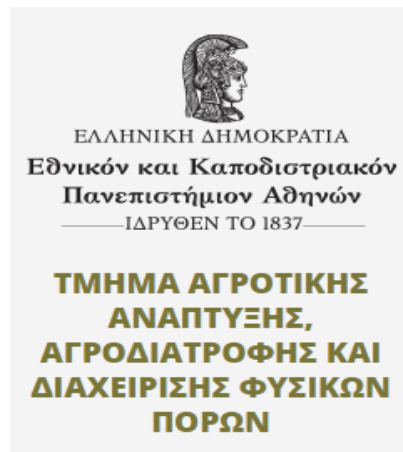 ΕΛΛΗΝΙΚΗ ΔΗΜΟΚΡΑΤΙΑ
Εθνικόν και Καποδιστριακόν
Πανεπιστήμιον Αθηνών
ΙΔΡΥΘΕΝ ΤΟ 1837
ΤΜΗΜΑ ΑΓΡΟΤΙΚΗΣ
ΑΝΑΠΤΥΞΗΣ,
ΑΓΡΟΔΙΑΤΡΟΦΗΣ ΚΑΙ
ΔΙΑΧΕΙΡΙΣΗΣ ΦΥΣΙΚΩΝ
ΠΟΡΩΝ